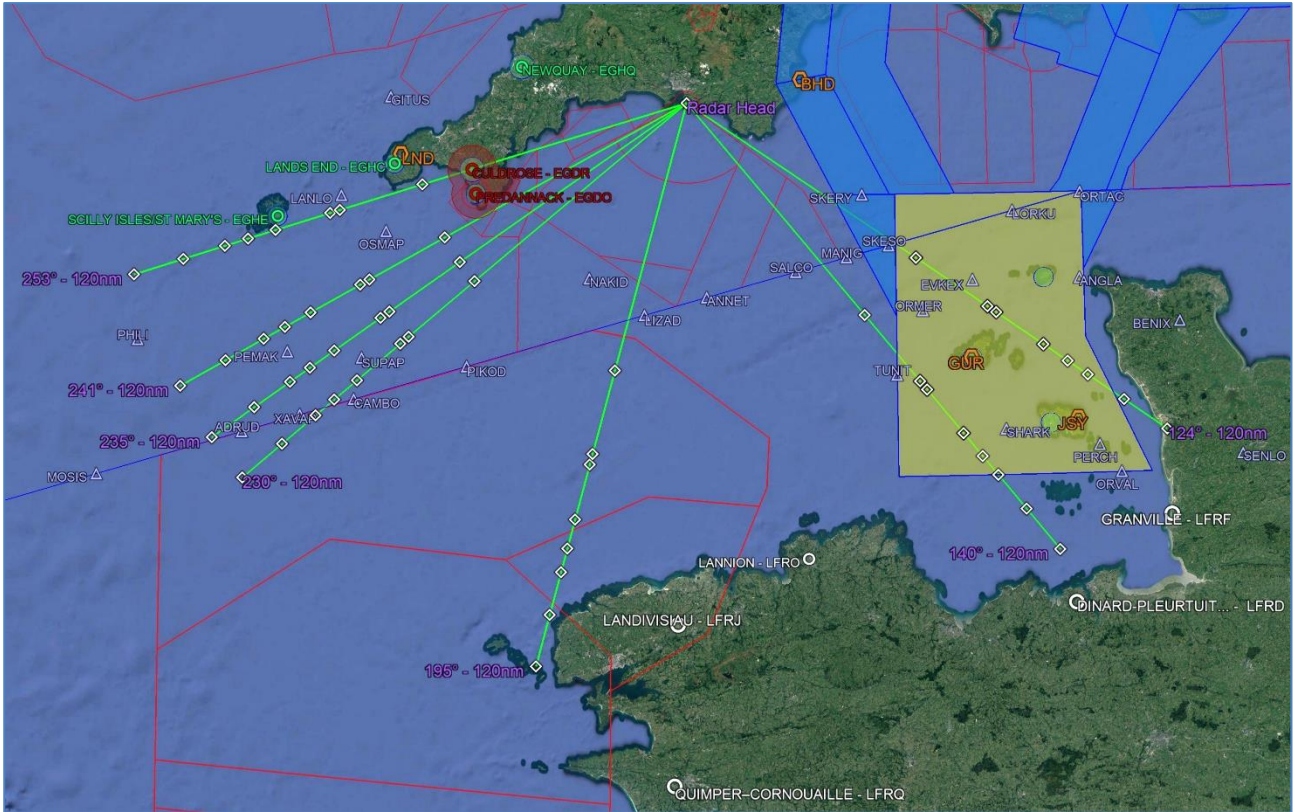 NEWQUAY - EGHQ
BHD
GITUS
Radar Head
LND
LANDS END - EGHC
CULDROSE - EGDR
PREDANNACK - EGDO
LANLO
SKERY
ORTAC
LORKU
SCILLY ISLES/ST MARY'S - EGHE
OSMAP
SKESO
MANIG
SALCO
253° - 120nm
NAKID
EVKEX
ANGLA
ANNET
ORMER
LIZAD
BENIX
PHILI
PEMAK
SUPAP
GUR
PIKOD
TUNIT
241° - 120nm
CAMBO
XAVAP
JSY
ADRUD
235° - 120nm
SHARK
124° - 120nm
PERCH
SENLO
MOSIS
230° - 120nm
ORVAL
GRANVILLE - LFRF
140° - 120nm
LANNION - LFRO
DINARD-PLEURTUIT... - LFRD
LANDIVISIAU - LFRJ
195° - 120nm
QUIMPER–CORNOUAILLE - LFRQ